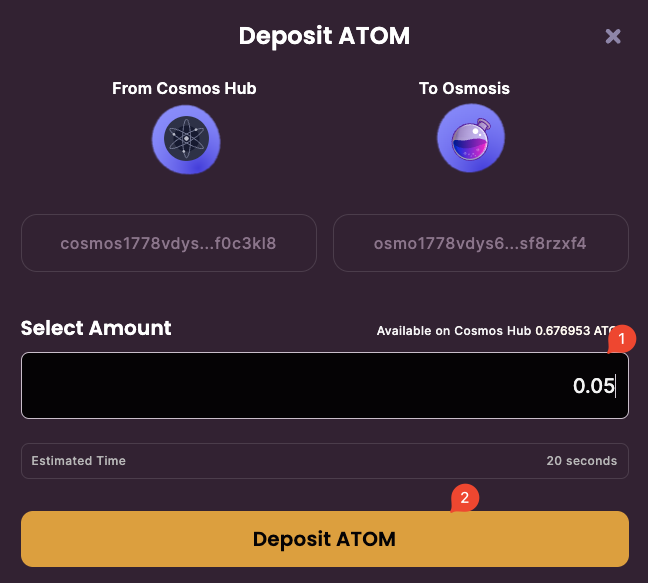 Deposit ATOM
From Cosmos Hub
To Osmosis
cosmos1778vdys...f0c3kl8
osmo1778vdys6...sf8rzxf4
Select Amount
Available on Cosmos Hub 0.676953
1
0.05
Estimated Time
20 seconds
2
Deposit ATOM